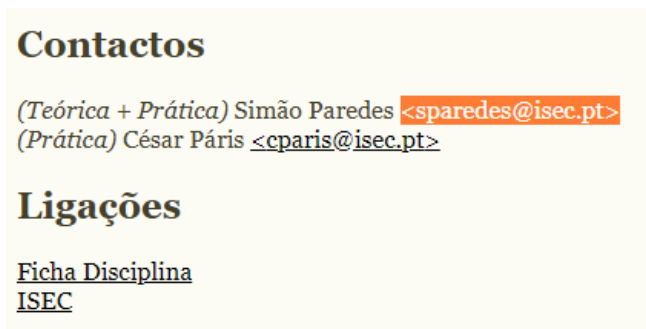 Contactos
(Teórica + Prática) Simão Paredes <sparedes@isec.pt>
(Prática) César Páris <cparis@isec.pt>
Ligações
Ficha Disciplina
ISEC